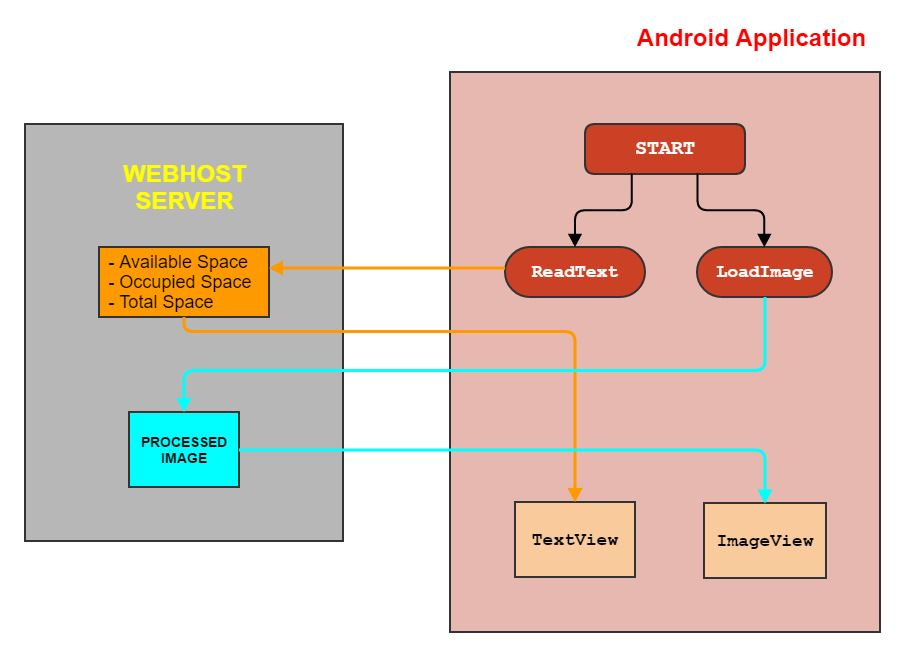 Android Application
WEBHOST
SERVER
- Available Space
- Occupied Space
- Total Space
PROCESSED
IMAGE
START
ReadText
LoadImage
TextView
ImageView